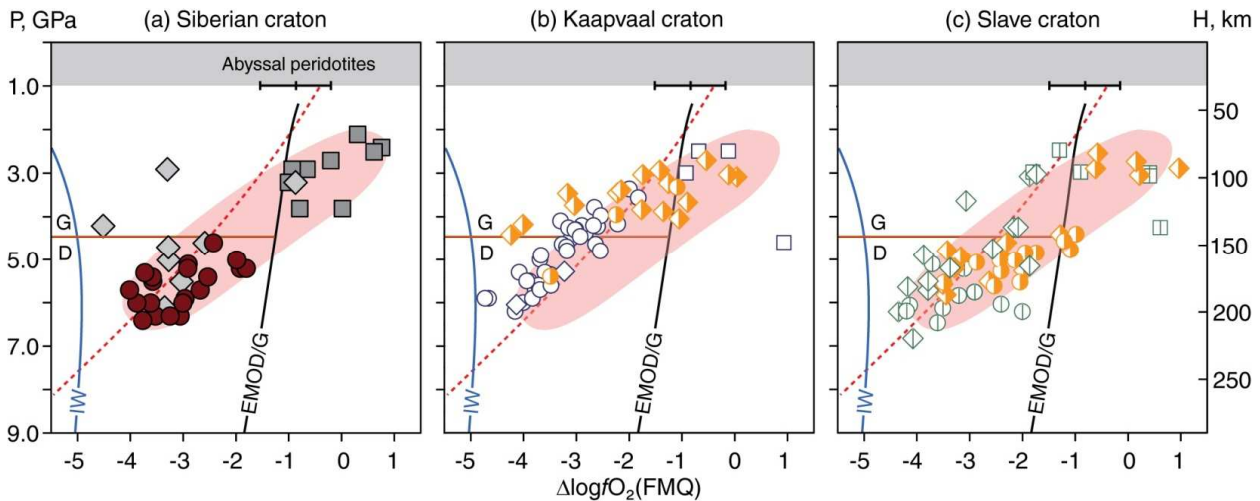 P, GPa
(a) Siberian craton
(b) Kaapvaal craton
(c) Slave craton
H, km
Abyssal peridotites
1.0
3.0
5.0
7.0
9.0
G
D
IW
EMOD/G
-5 -4 -3 -2 -1 0 1
G
D
IW
EMOD/G
-5 -4 -3 -2 -1 0 1
G
D
IW
EMOD/G
-5 -4 -3 -2 -1 0 1
50
100
150
200
250
ΔlogfO₂(FMQ)